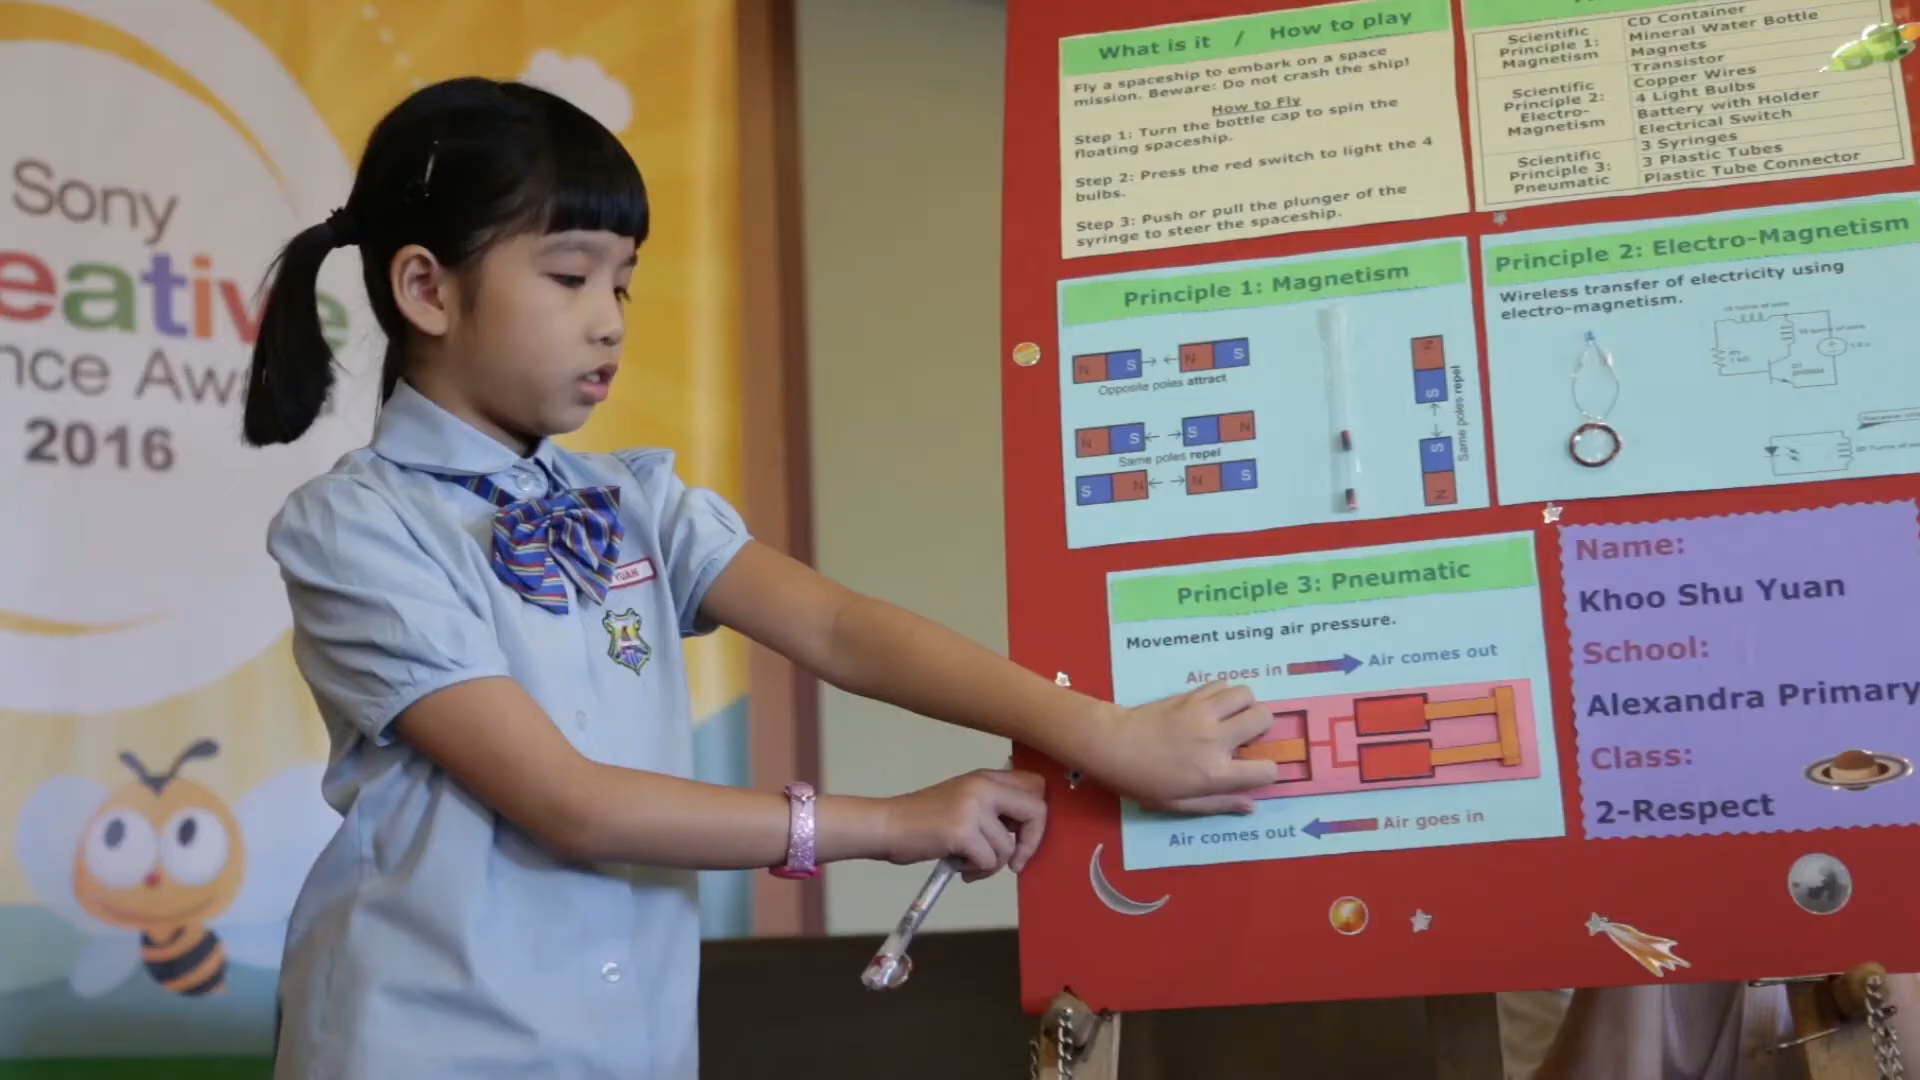 Sony
eative
nce Aw
2016
YUAN
What is it / How to play
Fly a spaceship to embark on a space
mission. Beware: Do not crash the ship!
How to Fly
Step 1: Turn the bottle cap to spin the
floating spaceship.
Step 2: Press the red switch to light the 4
bulbs.
Step 3: Push or pull the plunger of the
syringe to steer the spaceship.
Scientific
Principle 1:
Magnetism
CD Container
Mineral Water Bottle
Magnets
Scientific
Principle 2:
Electro-
Magnetism
Transistor
Copper Wires
4 Light Bulbs
Battery with Holder
Electrical Switch
Scientific
Principle 3:
Pneumatic
3 Syringes
3 Plastic Tubes
Plastic Tube Connector
Principle 1: Magnetism
N S N S
Opposite poles attract
N S S N
Same poles repel
S N N S
N S
S N
Same poles repel
Principle 2: Electro-Magnetism
Wireless transfer of electricity using
electro-magnetism.
Principle 3: Pneumatic
Movement using air pressure.
Air goes in Air comes out
Air comes out Air goes in
Name:
Khoo Shu Yuan
School:
Alexandra Primary
Class:
2-Respect